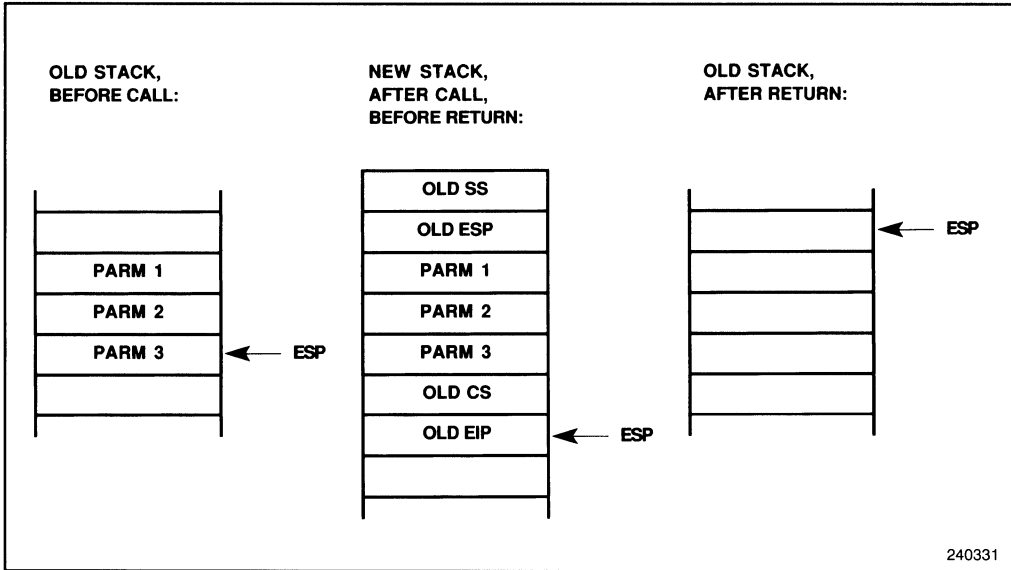 OLD STACK,
BEFORE CALL:
PARM 1
PARM 2
PARM 3
ESP
NEW STACK,
AFTER CALL,
BEFORE RETURN:
OLD SS
OLD ESP
PARM 1
PARM 2
PARM 3
OLD CS
OLD EIP
ESP
OLD STACK,
AFTER RETURN:
ESP
240331